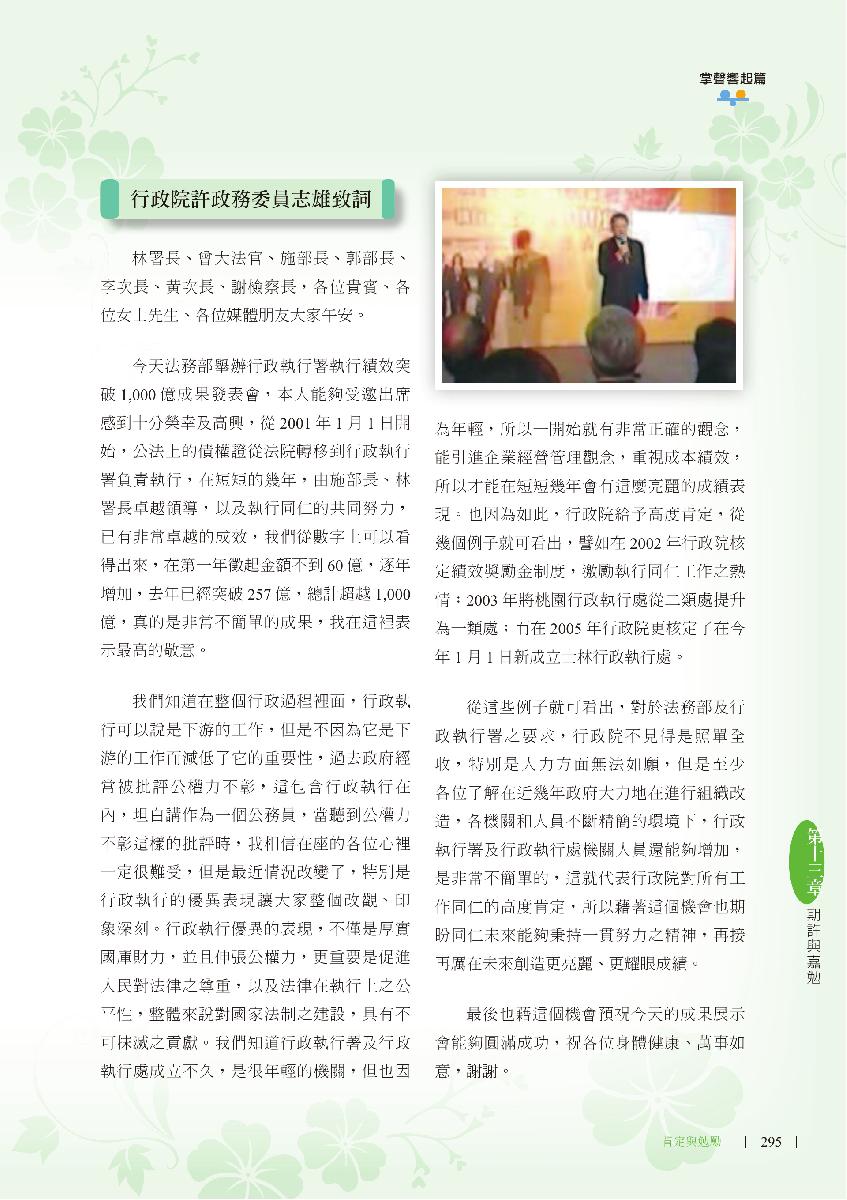 掌聲響起篇
行政院許政務委員志雄致詞
林署長、曾大法官、施部長、郭部長、
李次長、黃次長、謝檢察長，各位貴賓、各
位女士先生、各位媒體朋友大家午安。
今天法務部舉辦行政執行署執行績效突
破 1,000 億成果發表會，本人能夠受邀出席
感到十分榮幸及高興，從 2001 年 1 月 1 日開
始，公法上的債權證從法院轉移到行政執行
署負責執行，在短短的幾年，由施部長、林
署長卓越領導，以及執行同仁的共同努力，
已有非常卓越的成效，我們從數字上可以看
得出來，在第一年徵起金額不到 60 億，逐年
增加，去年已經突破 257 億，總計超越 1,000
億，真的是非常不簡單的成果，我在這裡表
示最高的敬意。
我們知道在整個行政過程裡面，行政執
行可以說是下游的工作，但是不因為它是下
游的工作而減低了它的重要性，過去政府經
常被批評公權力不彰，這包含行政執行在
內，坦白講作為一個公務員，當聽到公權力
不彰這樣的批評時，我相信在座的各位心裡
一定很難受，但是最近情況改變了，特別是
行政執行的優異表現讓大家整個改觀、印
象深刻。行政執行優異的表現，不僅是厚實
國庫財力，並且伸張公權力，更重要是促進
人民對法律之尊重，以及法律在執行上之公
平性，整體來說對國家法制之建設，具有不
可抹滅之貢獻。我們知道行政執行署及行政
執行處成立不久，是很年輕的機關，但也因
為年輕，所以一開始就有非常正確的觀念，
能引進企業經營管理觀念，重視成本績效，
所以才能在短短幾年會有這麼亮麗的成績表
現。也因為如此，行政院給予高度肯定，從
幾個例子就可看出，譬如在 2002 年行政院核
定績效獎勵金制度，激勵執行同仁工作之熱
情；2003 年將桃園行政執行處從二類處提升
為一類處；而在 2005 年行政院更核定了在今
年 1 月 1 日新成立士林行政執行處。
從這些例子就可看出，對於法務部及行
政執行署之要求，行政院不見得是照單全
收，特別是人力方面無法如願，但是至少
各位了解在近幾年政府大力地在進行組織改
造，各機關和人員不斷精簡的環境下，行政
執行署及行政執行處機關人員還能夠增加，
是非常不簡單的，這就代表行政院對所有工
作同仁的高度肯定，所以藉著這個機會也期
盼同仁未來能夠秉持一貫努力之精神，再接
再厲在未來創造更亮麗、更耀眼成績。
最後也藉這個機會預祝今天的成果展示
會能夠圓滿成功，祝各位身體健康、萬事如
意，謝謝。
第十三章
期許與嘉勉
肯定與勉勵 | 295 |